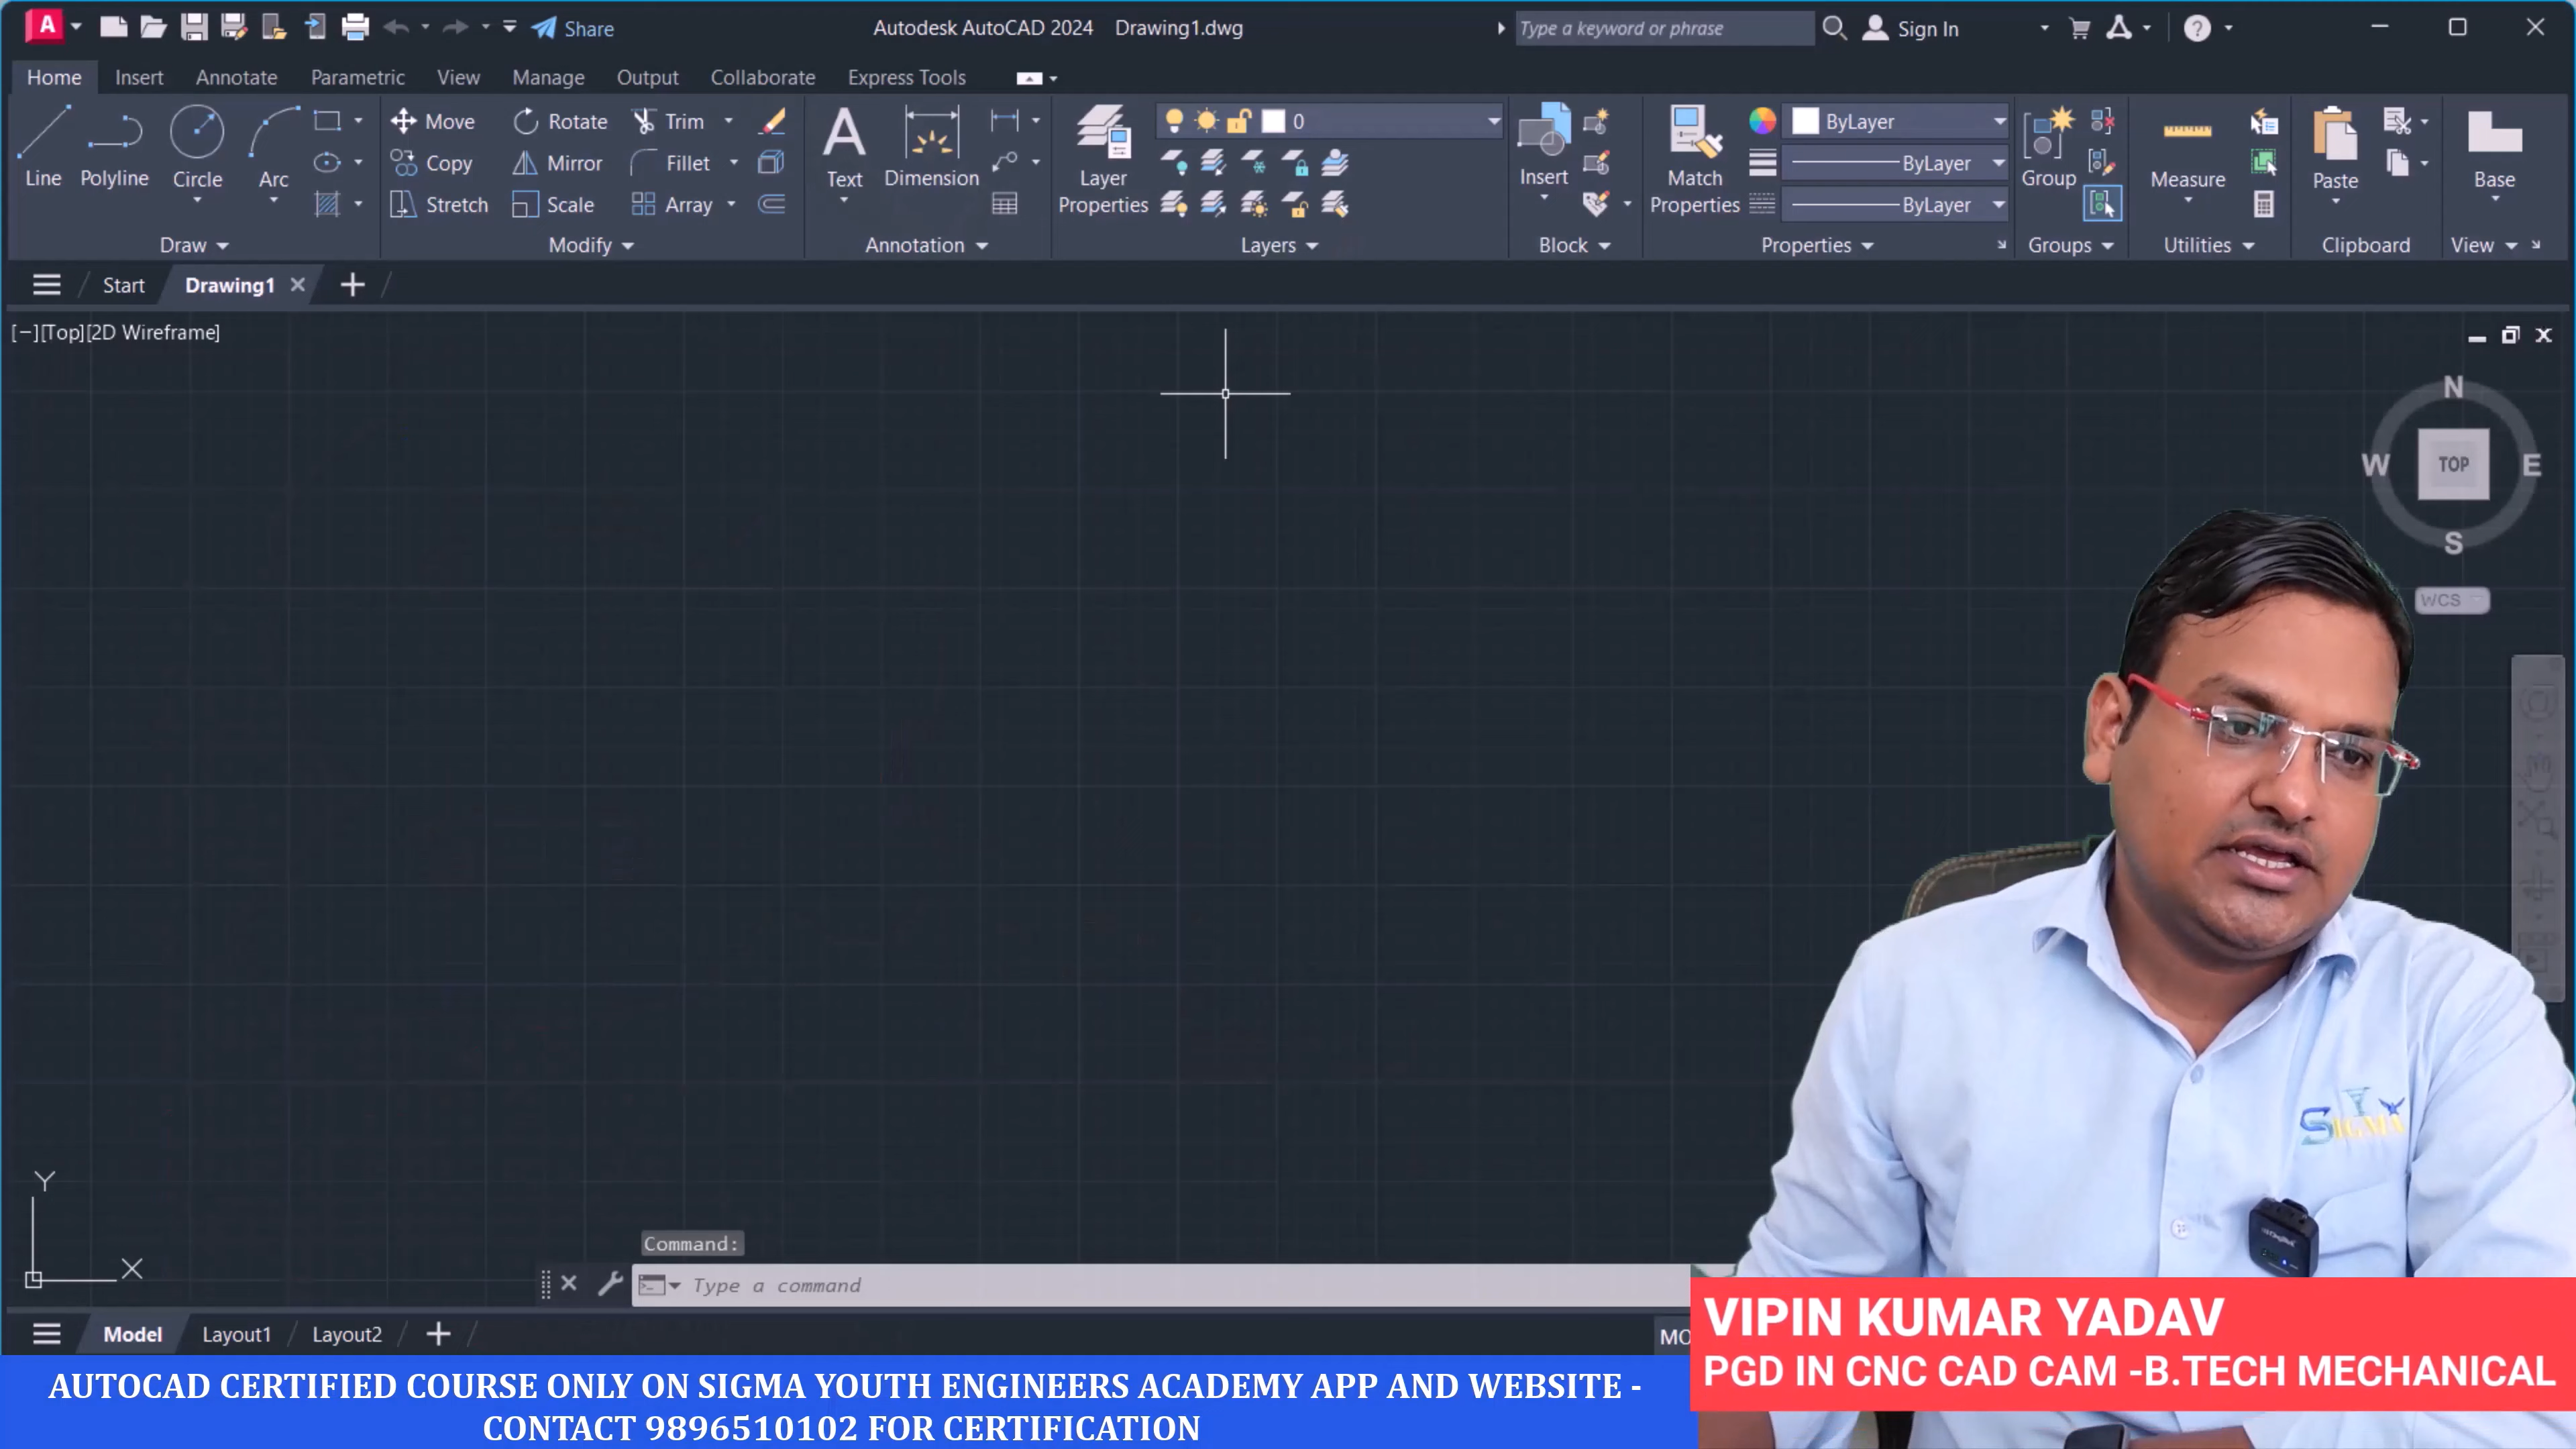 A Share Autodesk AutoCAD 2024 Drawing1.dwg Type a keyword or phrase Sign In
Home Insert Annotate Parametric View Manage Output Collaborate Express Tools
Line Polyline Circle Arc
Move Rotate Trim
Copy Mirror Fillet
Stretch Scale Array
Text Dimension
Layer Properties
0
Insert
Match Properties
ByLayer
ByLayer
ByLayer
Group
Measure
Paste
Base
Draw Modify Annotation Layers Block Properties Groups Utilities Clipboard View
Start Drawing1
[−][Top][2D Wireframe]
N
W TOP E
S
WCS
SIGMA
Y
X
Command:
Type a command
Model Layout1 Layout2
MO
VIPIN KUMAR YADAV
PGD IN CNC CAD CAM -B.TECH MECHANICAL
AUTOCAD CERTIFIED COURSE ONLY ON SIGMA YOUTH ENGINEERS ACADEMY APP AND WEBSITE -
CONTACT 9896510102 FOR CERTIFICATION